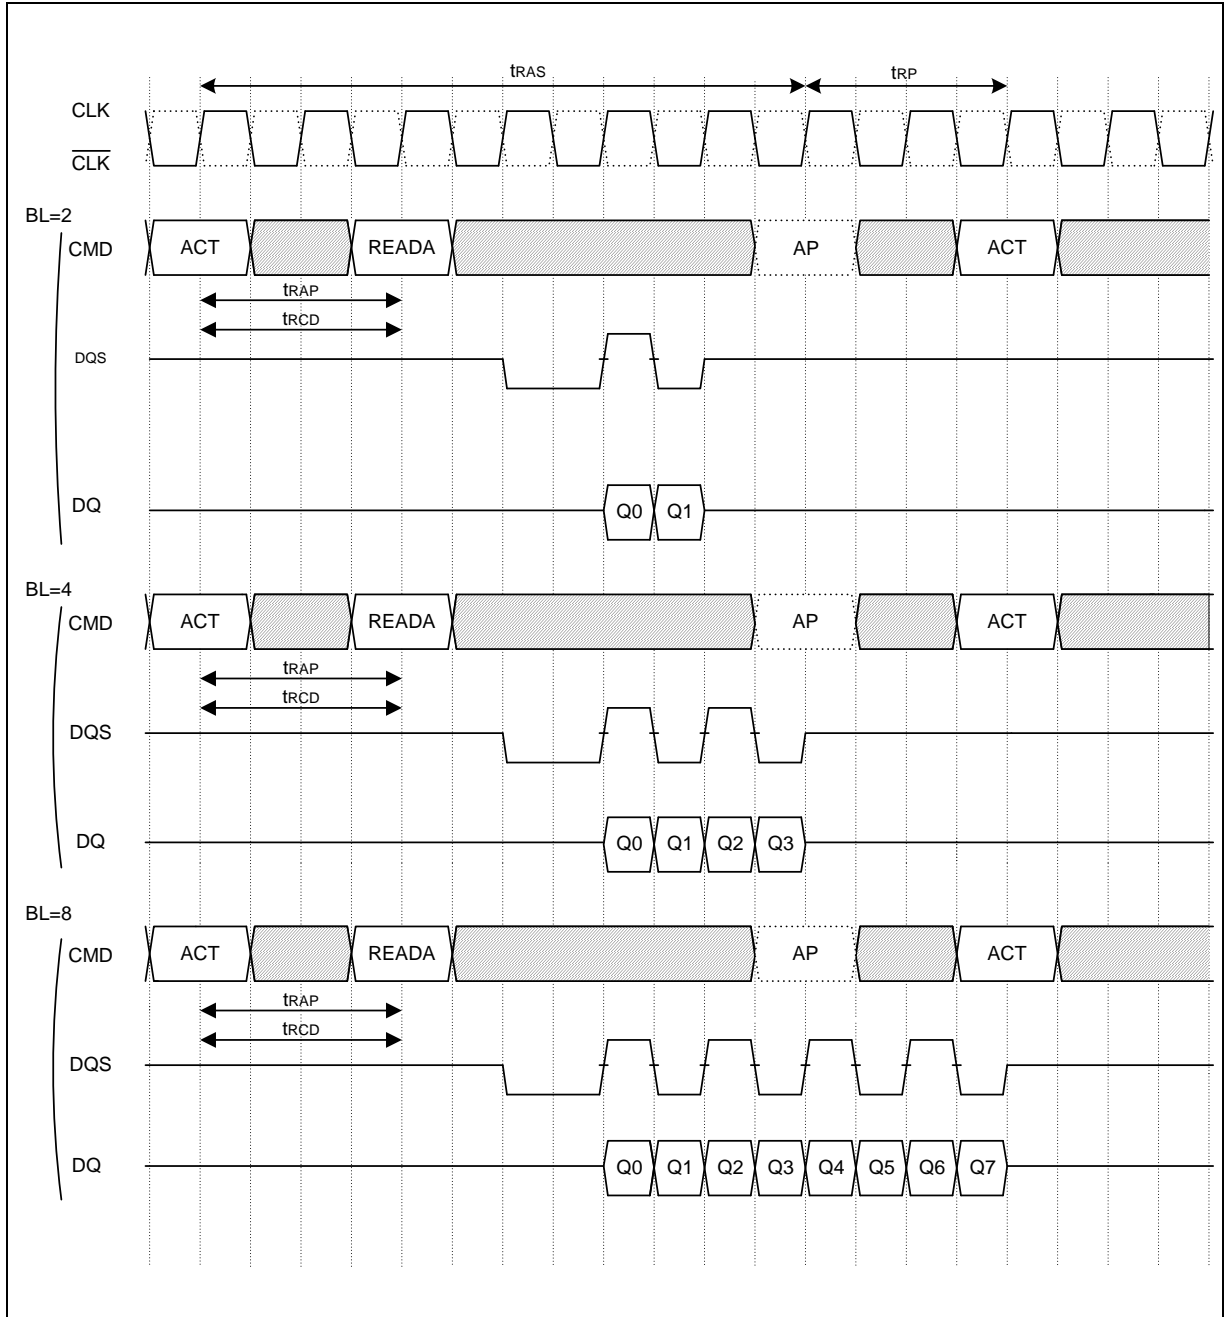 tRAS tRP
CLK
CLK
BL=2
CMD ACT READA AP ACT
tRAP
tRCD
DQS
DQ Q0 Q1
BL=4
CMD ACT READA AP ACT
tRAP
tRCD
DQS
DQ Q0 Q1 Q2 Q3
BL=8
CMD ACT READA AP ACT
tRAP
tRCD
DQS
DQ Q0 Q1 Q2 Q3 Q4 Q5 Q6 Q7